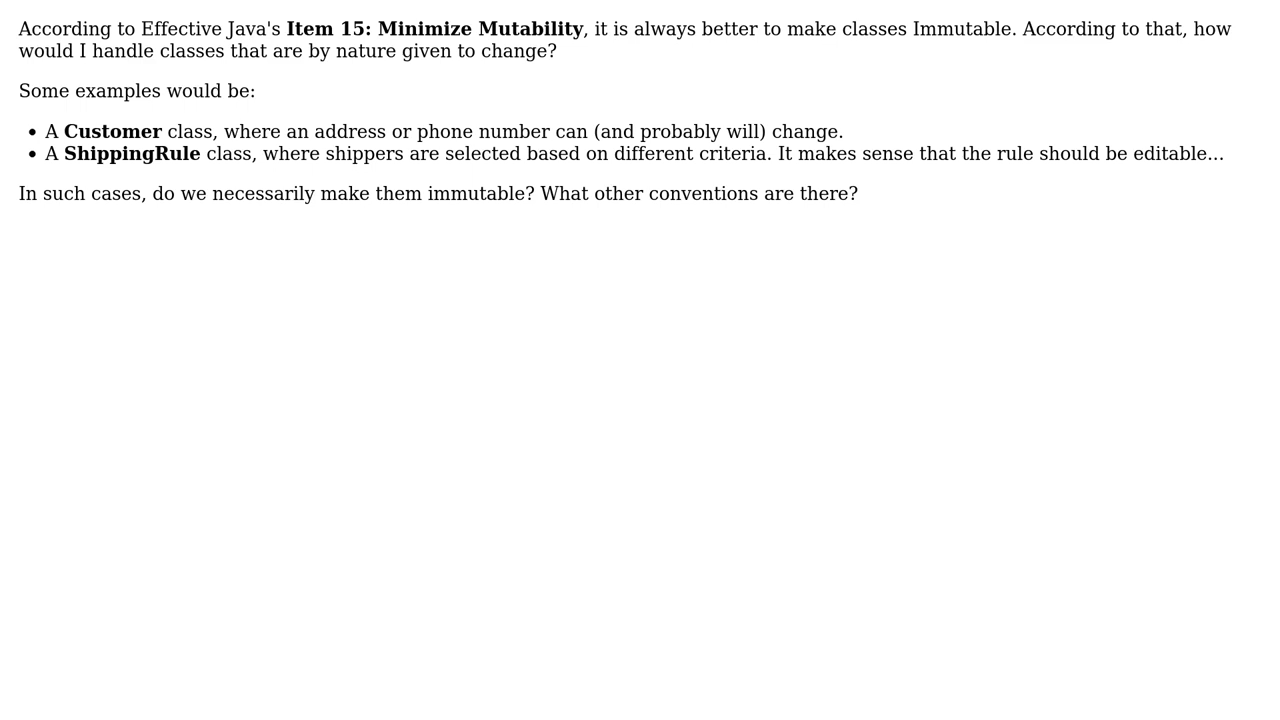 According to Effective Java's Item 15: Minimize Mutability, it is always better to make classes Immutable. According to that, how
would I handle classes that are by nature given to change?
Some examples would be:
• A Customer class, where an address or phone number can (and probably will) change.
• A ShippingRule class, where shippers are selected based on different criteria. It makes sense that the rule should be editable...
In such cases, do we necessarily make them immutable? What other conventions are there?